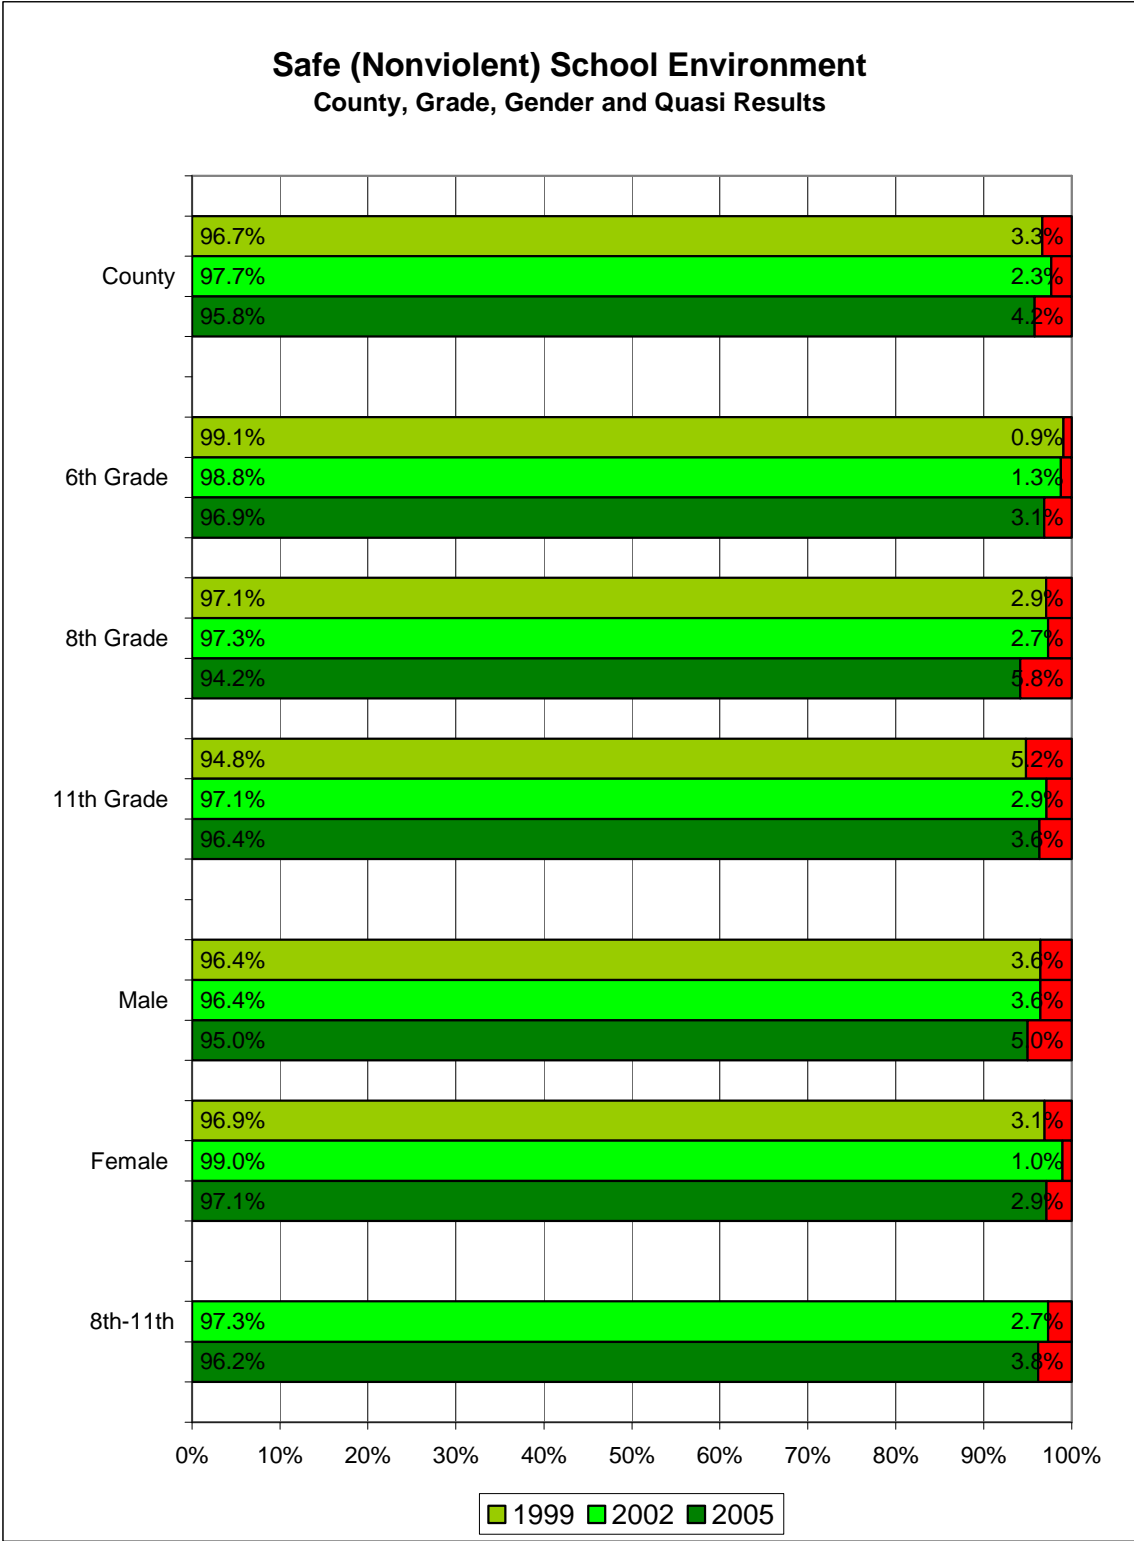 Safe (Nonviolent) School Environment
County, Grade, Gender and Quasi Results
96.7% 3.3%
County 97.7% 2.3%
95.8% 4.2%
99.1% 0.9%
6th Grade 98.8% 1.3%
96.9% 3.1%
97.1% 2.9%
8th Grade 97.3% 2.7%
94.2% 5.8%
94.8% 5.2%
11th Grade 97.1% 2.9%
96.4% 3.6%
96.4% 3.6%
Male 96.4% 3.6%
95.0% 5.0%
96.9% 3.1%
Female 99.0% 1.0%
97.1% 2.9%
8th-11th 97.3% 2.7%
96.2% 3.8%
0% 10% 20% 30% 40% 50% 60% 70% 80% 90% 100%
1999 2002 2005